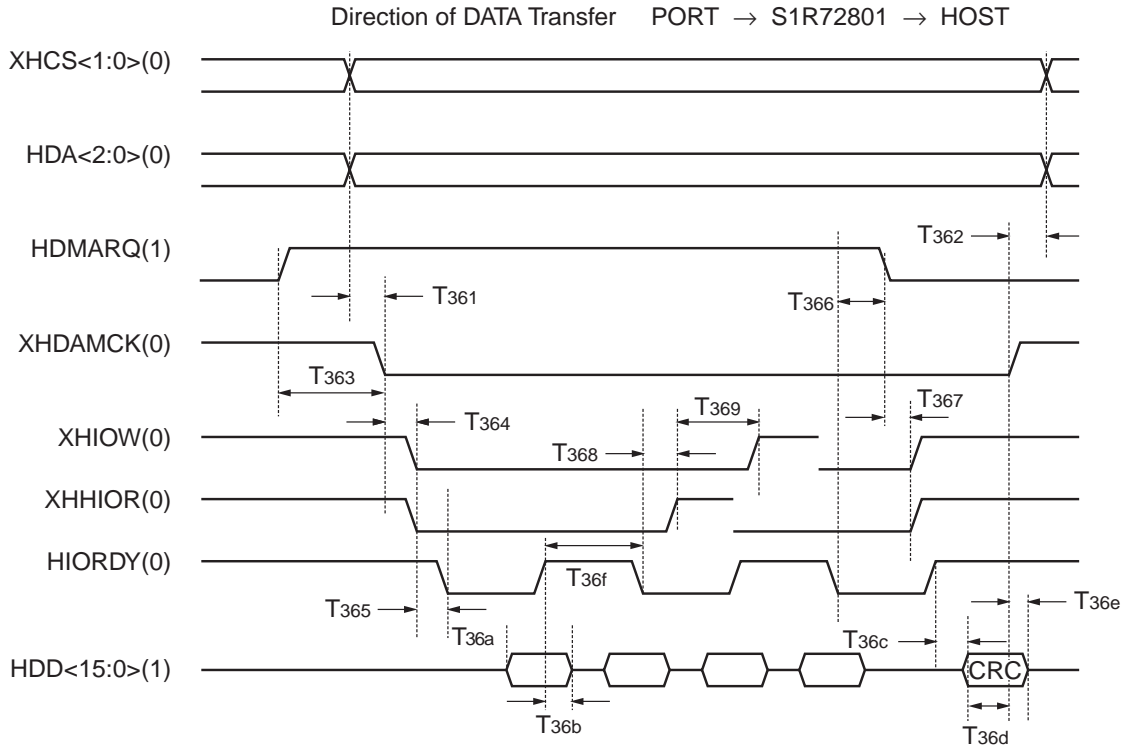 Direction of DATA Transfer PORT → S1R72801 → HOST
XHCS<1:0>(0)
HDA<2:0>(0)
HDMARQ(1)
T362
T361
T366
XHDAMCK(0)
T363
T364
T369
T367
XHIOW(0)
T368
XHHIOR(0)
HIORDY(0)
T36f
T365
T36a
T36c
T36e
HDD<15:0>(1)
CRC
T36b
T36d